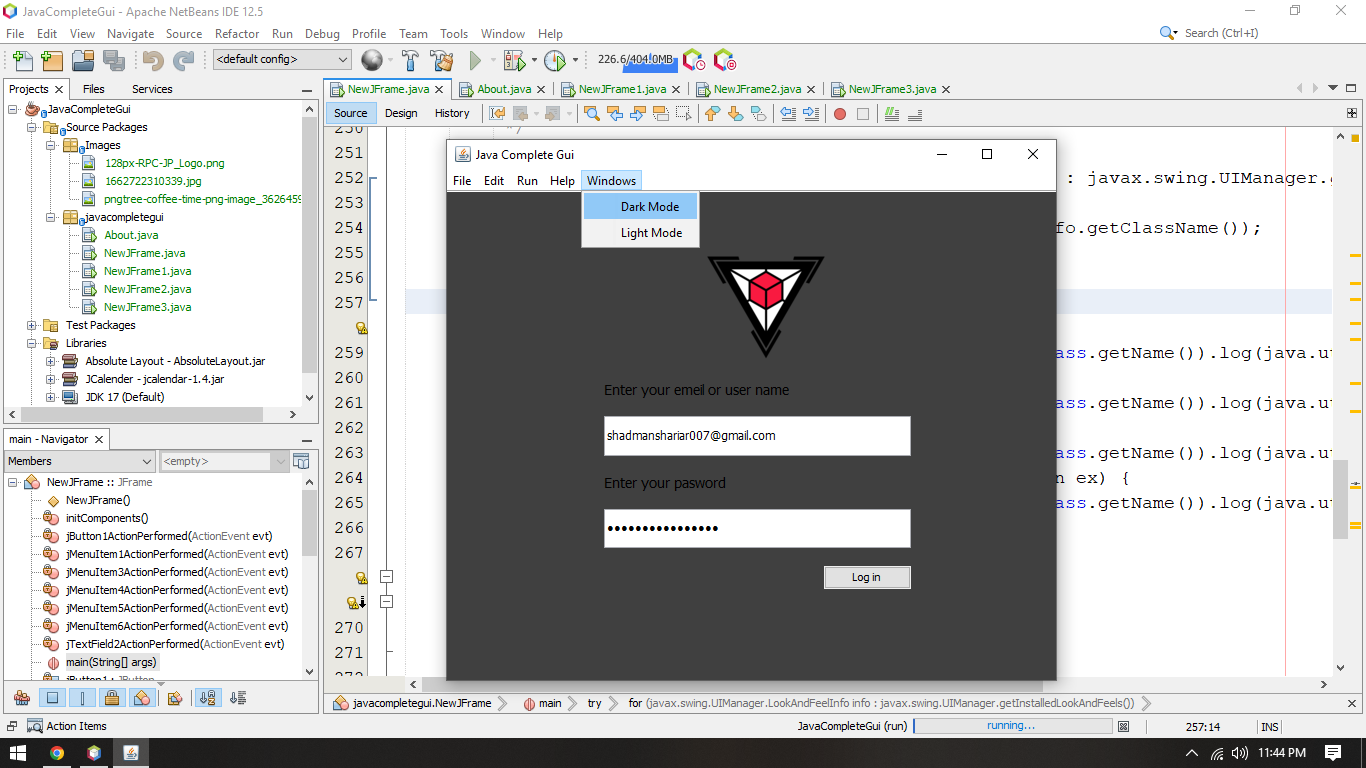 JavaCompleteGui - Apache NetBeans IDE 12.5
File Edit View Navigate Source Refactor Run Debug Profile Team Tools Window Help
Search (Ctrl+I)
<default config>
226.6/404.0MB
Projects
Files
Services
JavaCompleteGui
Source Packages
Images
128px-RPC-JP_Logo.png
1662722310339.jpg
pngtree-coffee-time-png-image_3626459
javacompletegui
About.java
NewJFrame.java
NewJFrame1.java
NewJFrame2.java
NewJFrame3.java
Test Packages
Libraries
Absolute Layout - AbsoluteLayout.jar
JCalender - jcalendar-1.4.jar
JDK 17 (Default)
main - Navigator
Members
<empty>
NewJFrame :: JFrame
NewJFrame()
initComponents()
jButton1ActionPerformed(ActionEvent evt)
jMenuItem1ActionPerformed(ActionEvent evt)
jMenuItem3ActionPerformed(ActionEvent evt)
jMenuItem4ActionPerformed(ActionEvent evt)
jMenuItem5ActionPerformed(ActionEvent evt)
jMenuItem6ActionPerformed(ActionEvent evt)
jTextField2ActionPerformed(ActionEvent evt)
main(String[] args)
jButton1 : JButton
NewJFrame.java
About.java
NewJFrame1.java
NewJFrame2.java
NewJFrame3.java
Source
Design
History
250 */
251
252 : javax.swing.UIManager.
253
254 fo.getClassName());
255
256
257
259 ass.getName()).log(java.u
260
261 ass.getName()).log(java.u
262
263 ass.getName()).log(java.u
264 n ex) {
265 ass.getName()).log(java.u
266
267
270
271
Java Complete Gui
File Edit Run Help Windows
Dark Mode
Light Mode
Enter your emeil or user name
shadmanshariar007@gmail.com
Enter your pasword
Log in
javacompletegui.NewJFrame
main
try
for (javax.swing.UIManager.LookAndFeelInfo info : javax.swing.UIManager.getInstalledLookAndFeels())
Action Items
JavaCompleteGui (run)
running...
257:14
INS
11:44 PM